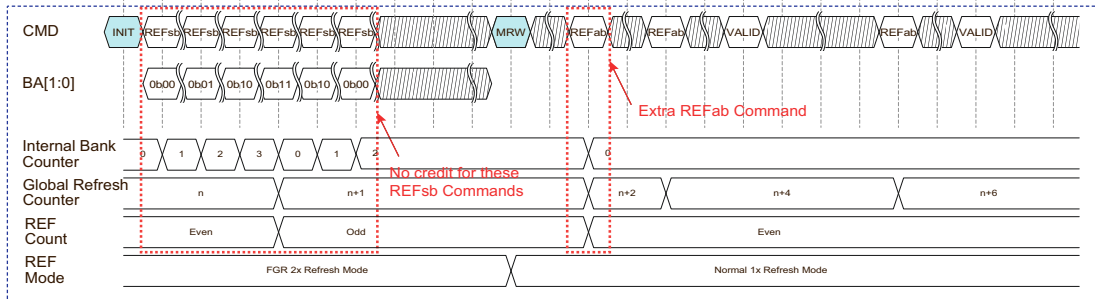 CMD INIT REFsb REFsb REFsb REFsb REFsb REFsb MRW REFab REFab VALID REFab VALID
BA[1:0] 0b00 0b01 0b10 0b11 0b10 0b00
Extra REFab Command
Internal Bank
Counter
0 1 2 3 0 1 2 0
No credit for these
REFsb Commands
Global Refresh
Counter
n n+1 n+2 n+4 n+6
REF
Count
Even Odd Even
REF
Mode
FGR 2x Refresh Mode Normal 1x Refresh Mode